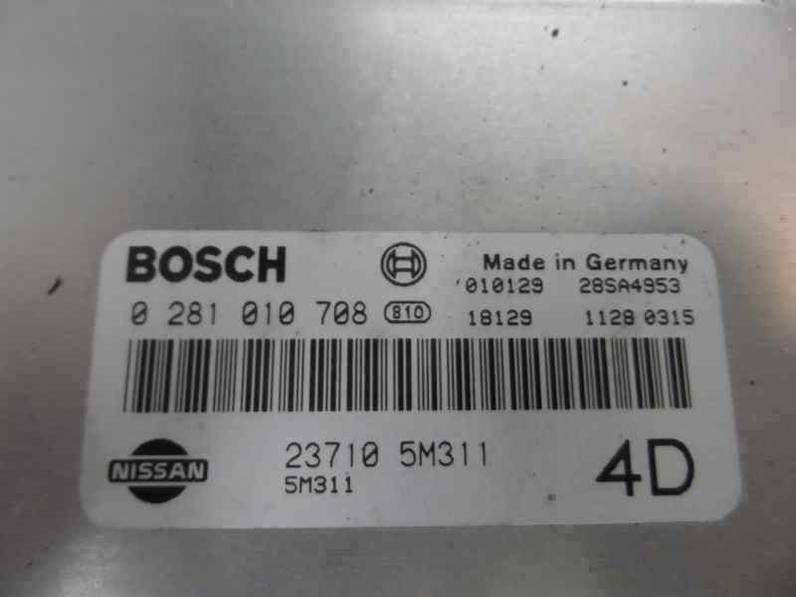 BOSCH Made in Germany
010129 28SA4953
0 281 010 708 810 18129 1128 0315
NISSAN 23710 5M311 4D
5M311